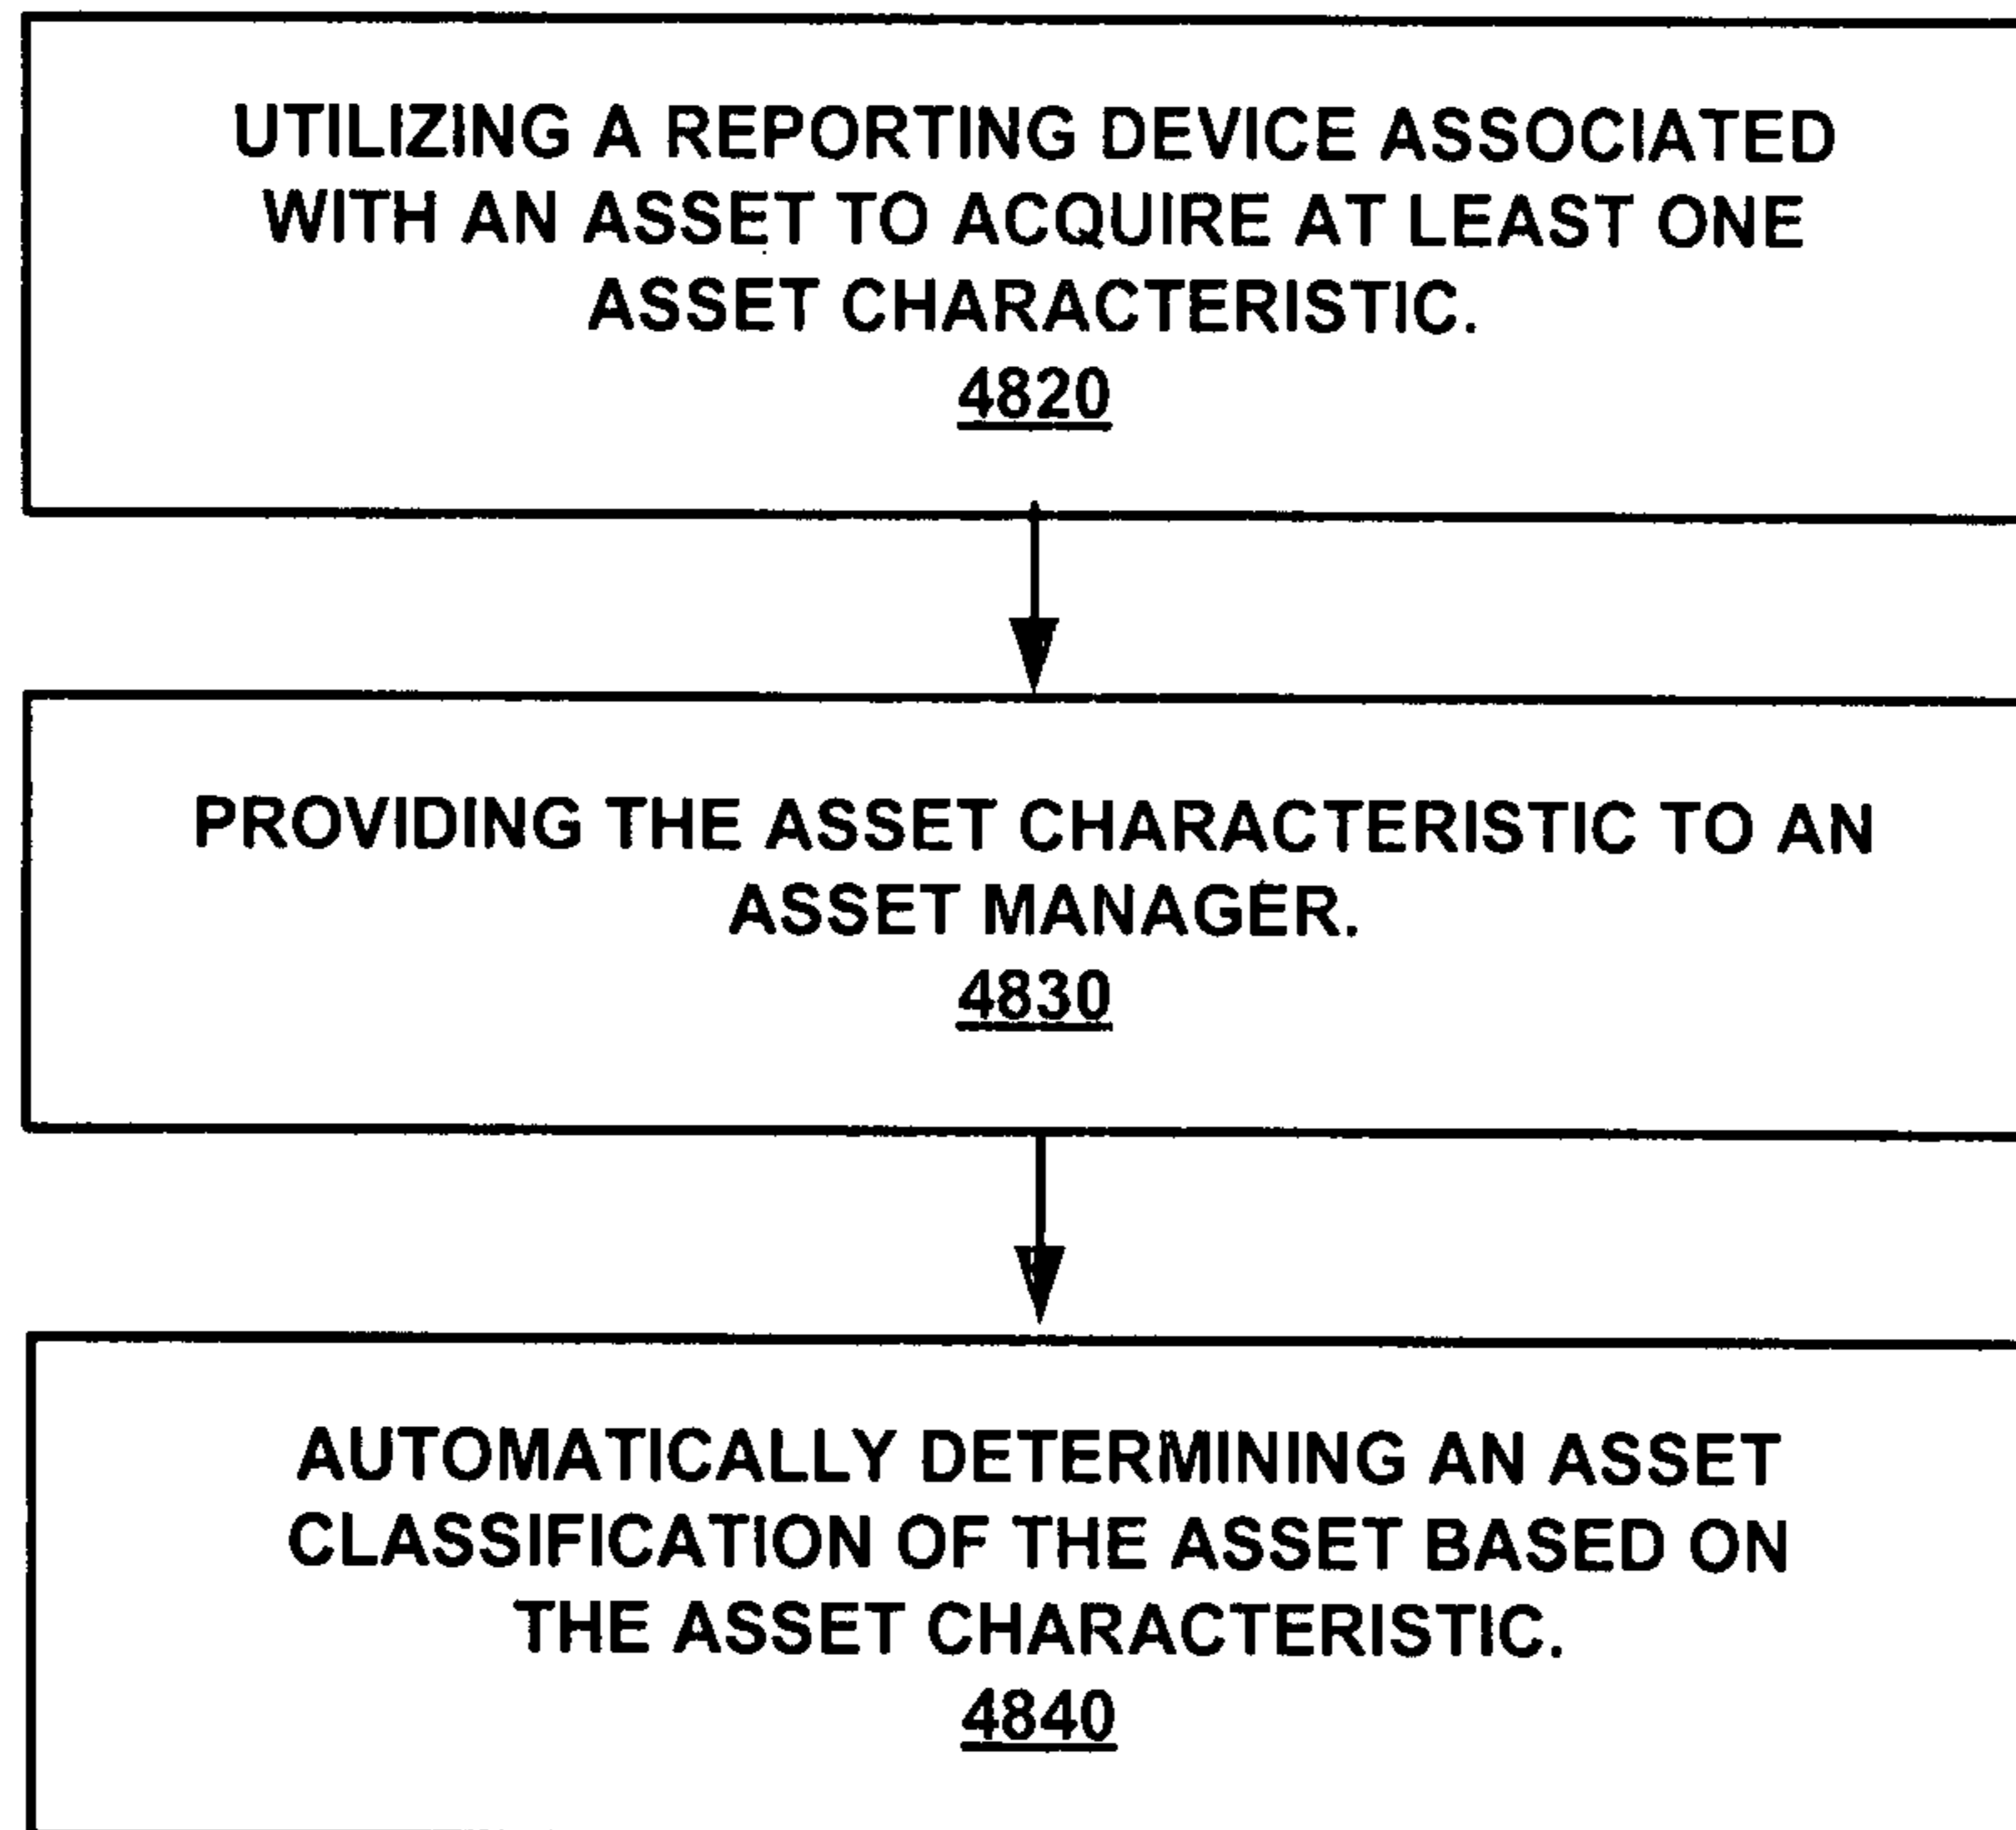 UTILIZING A REPORTING DEVICE ASSOCIATED
WITH AN ASSET TO ACQUIRE AT LEAST ONE
ASSET CHARACTERISTIC.
4820
PROVIDING THE ASSET CHARACTERISTIC TO AN
ASSET MANAGER.
4830
AUTOMATICALLY DETERMINING AN ASSET
CLASSIFICATION OF THE ASSET BASED ON
THE ASSET CHARACTERISTIC.
4840